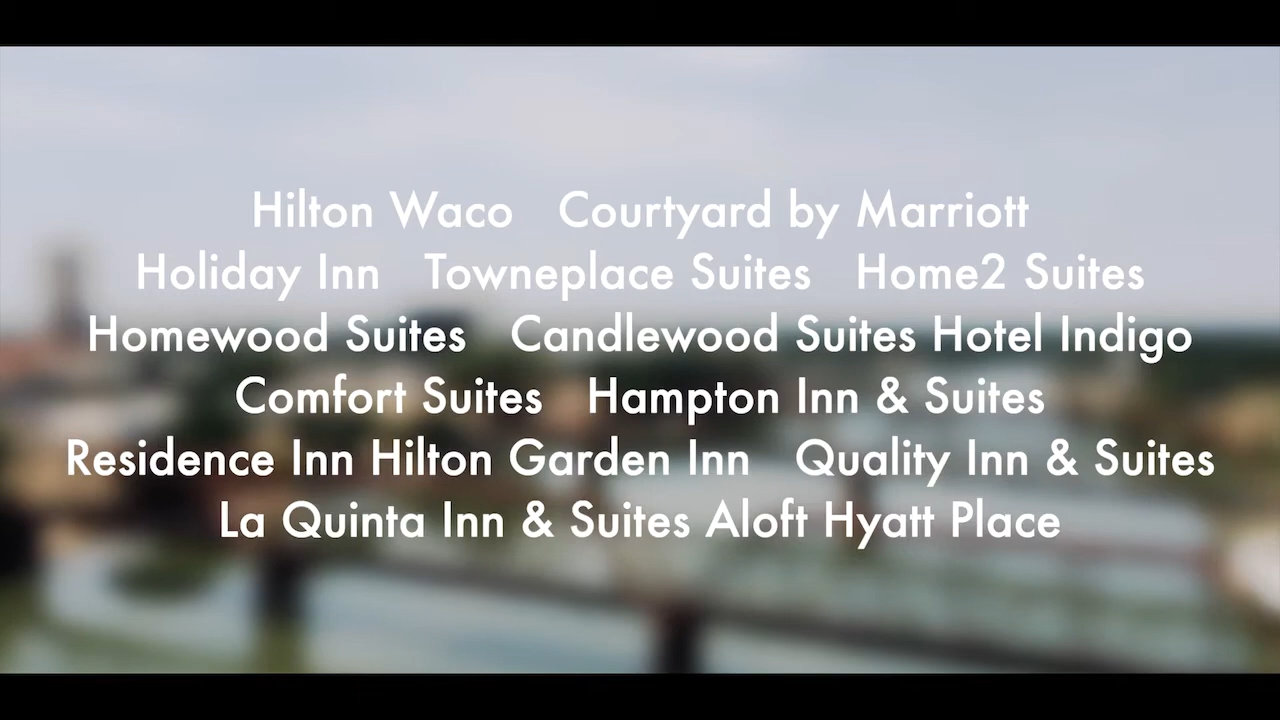 Hilton Waco   Courtyard by Marriott
Holiday Inn   Towneplace Suites   Home2 Suites
Homewood Suites   Candlewood Suites Hotel Indigo
Comfort Suites   Hampton Inn & Suites
Residence Inn Hilton Garden Inn   Quality Inn & Suites
La Quinta Inn & Suites Aloft Hyatt Place